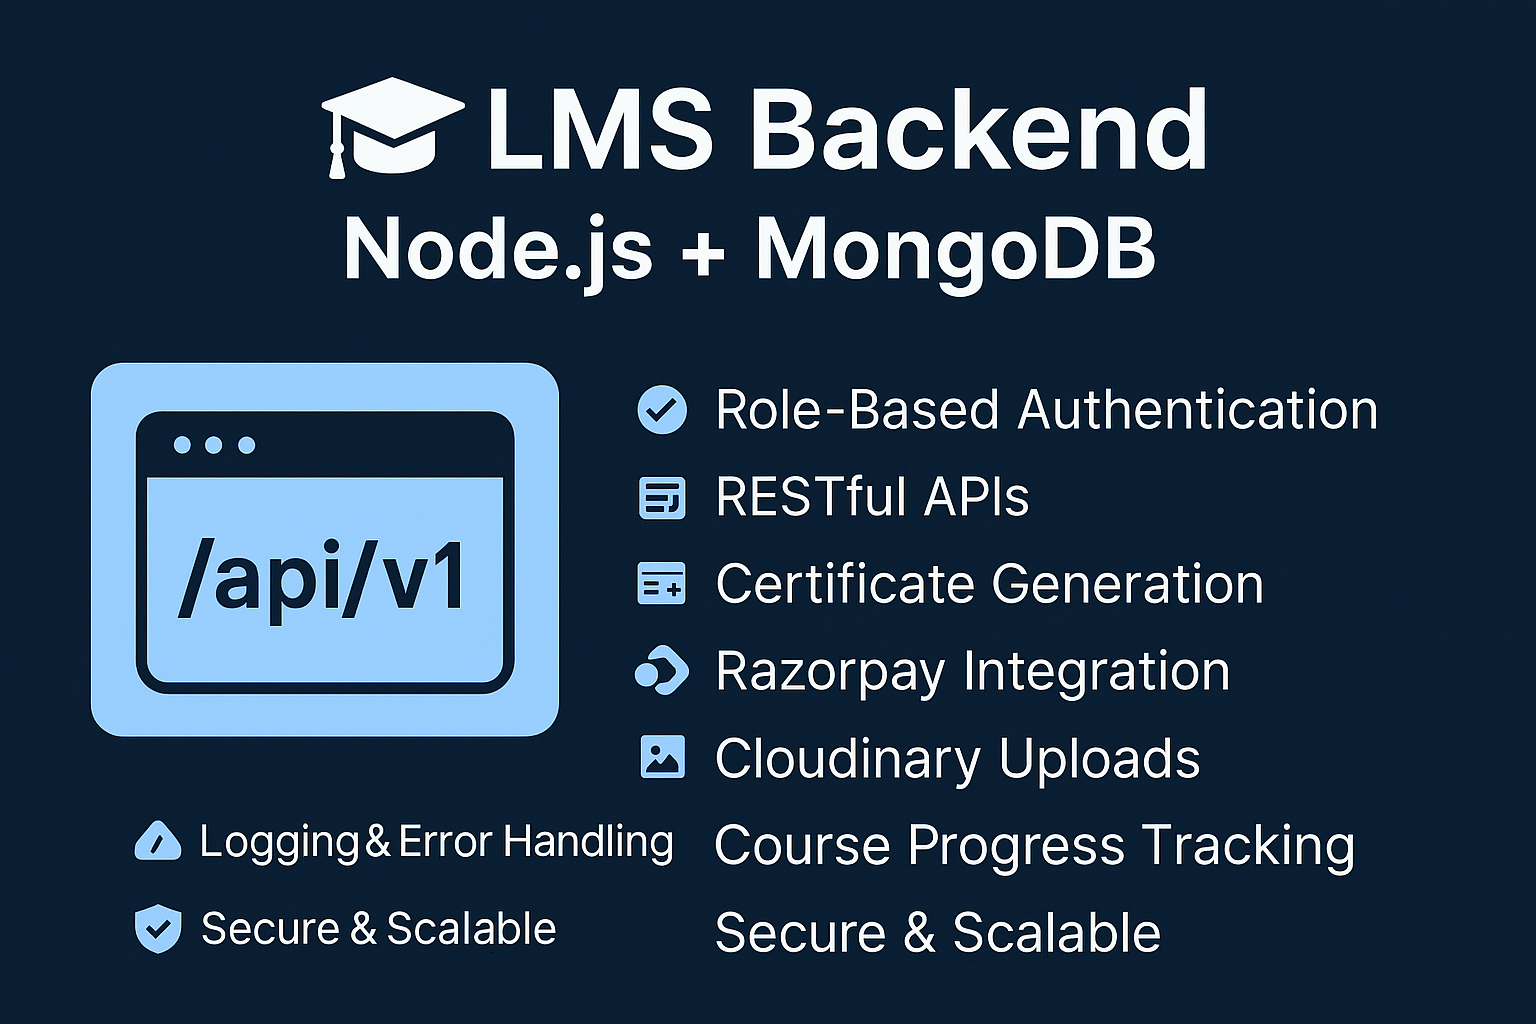 LMS Backend
Node.js + MongoDB
/api/v1
Role-Based Authentication
RESTful APIs
Certificate Generation
Razorpay Integration
Cloudinary Uploads
Logging & Error Handling
Course Progress Tracking
Secure & Scalable
Secure & Scalable